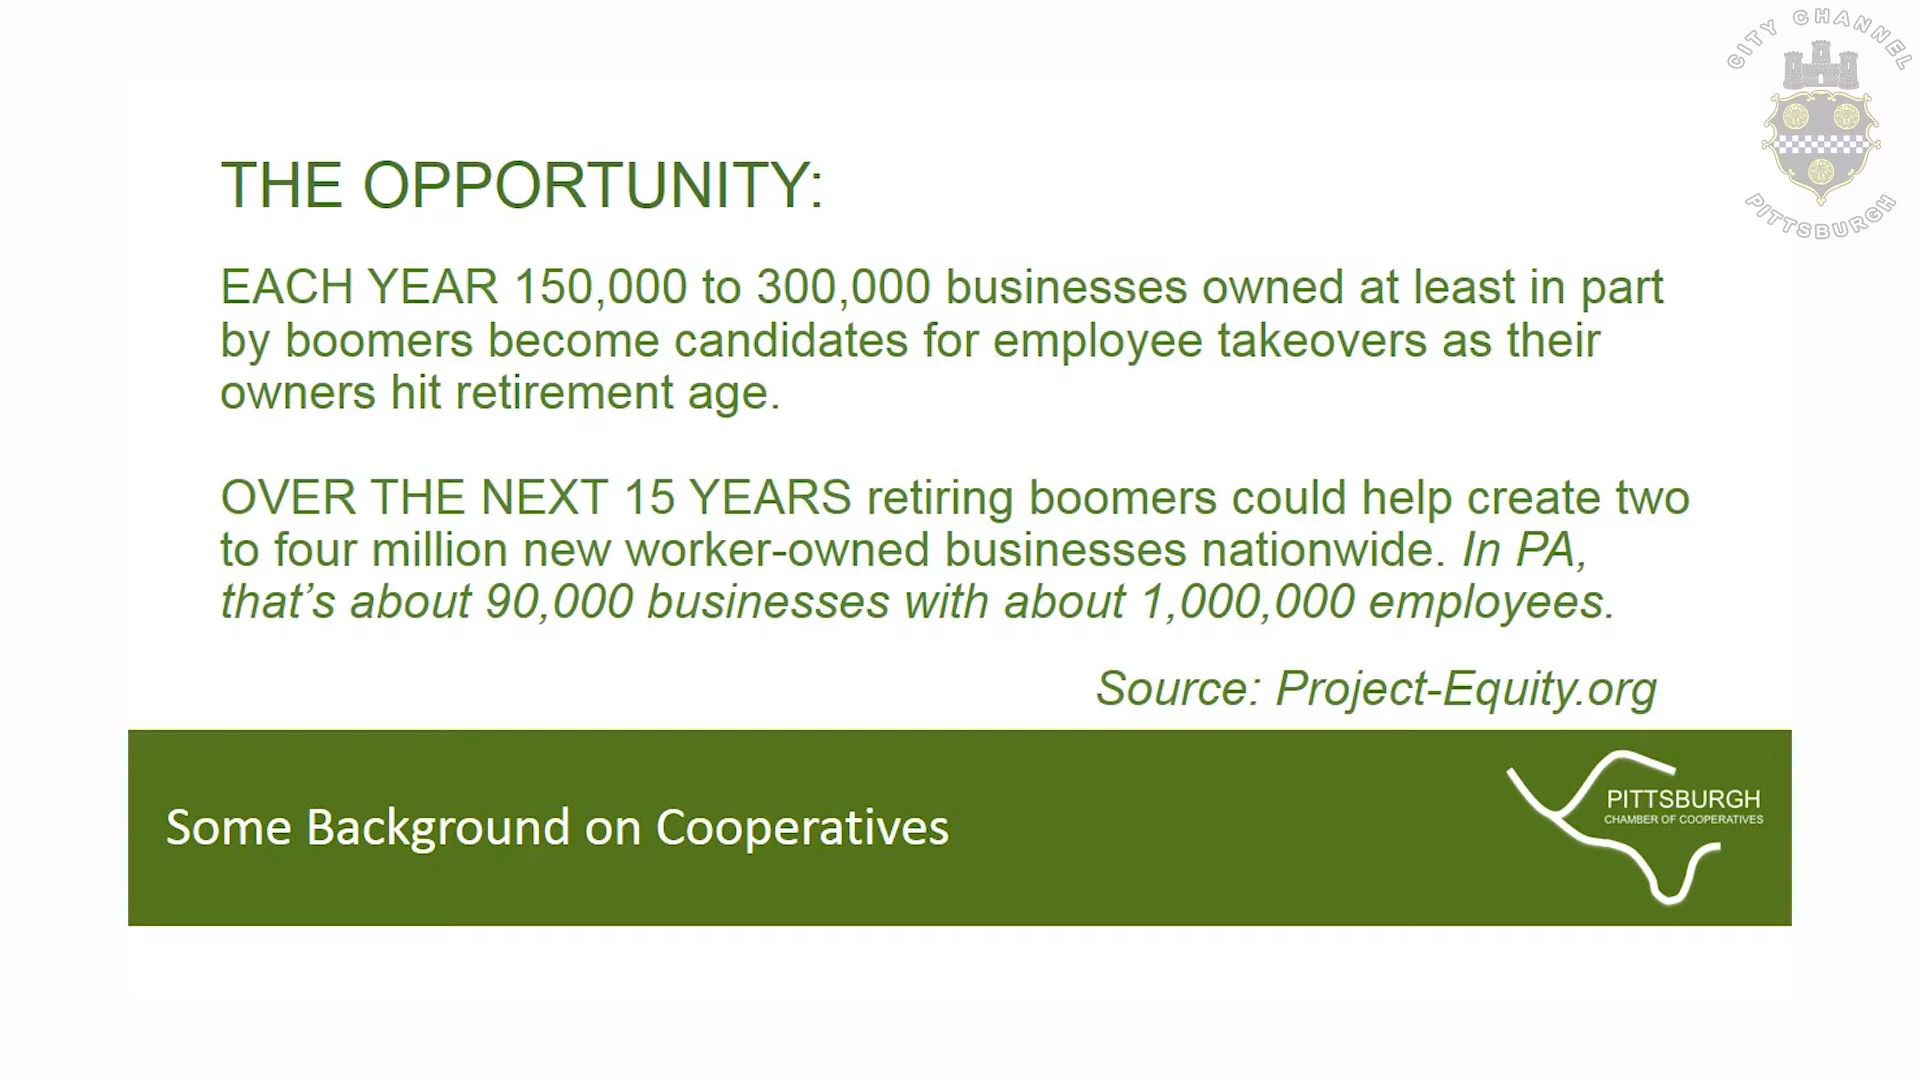 CITY CHANNEL
PITTSBURGH
THE OPPORTUNITY:
EACH YEAR 150,000 to 300,000 businesses owned at least in part
by boomers become candidates for employee takeovers as their
owners hit retirement age.
OVER THE NEXT 15 YEARS retiring boomers could help create two
to four million new worker-owned businesses nationwide. In PA,
that's about 90,000 businesses with about 1,000,000 employees.
Source: Project-Equity.org
Some Background on Cooperatives
PITTSBURGH
CHAMBER OF COOPERATIVES